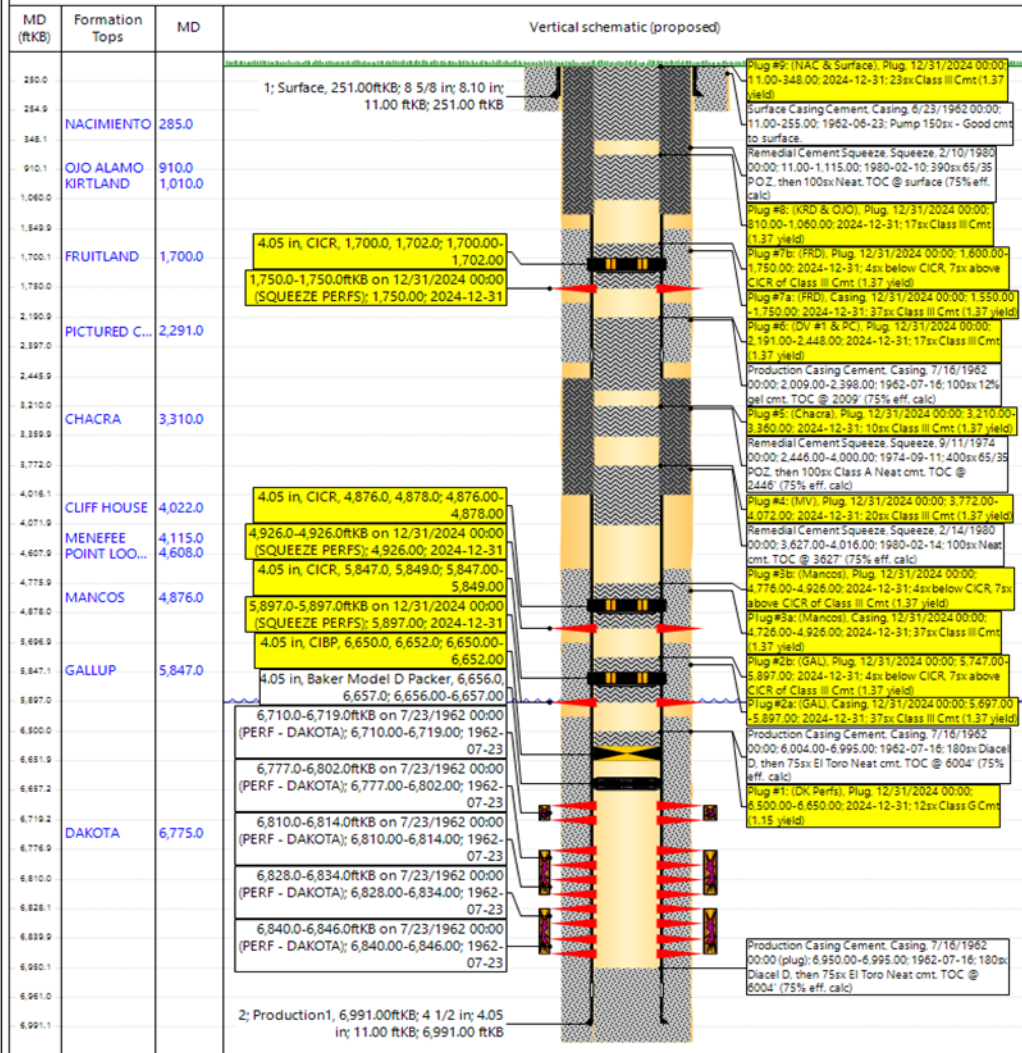 MD
(ftKB)
Formation
Tops
MD
Vertical schematic (proposed)
250.0
254.9
348.1
910.1
1,060.0
1,549.9
1,700.1
1,750.0
2,190.9
2,397.0
2,445.9
3,210.0
3,359.9
3,772.0
4,016.1
4,071.9
4,607.9
4,775.9
4,878.0
5,696.9
5,847.1
5,897.0
6,500.0
6,651.9
6,657.2
6,719.2
6,776.9
6,810.0
6,828.1
6,839.9
6,950.1
6,961.0
6,991.1
NACIMIENTO 285.0
OJO ALAMO 910.0
KIRTLAND 1,010.0
FRUITLAND 1,700.0
PICTURED C... 2,291.0
CHACRA 3,310.0
CLIFF HOUSE 4,022.0
MENEFEE 4,115.0
POINT LOO... 4,608.0
MANCOS 4,876.0
GALLUP 5,847.0
DAKOTA 6,775.0
1; Surface, 251.00ftKB; 8 5/8 in; 8.10 in;
11.00 ftKB; 251.00 ftKB
4.05 in, CICR, 1,700.0, 1,702.0; 1,700.00-
1,702.00
1,750.0-1,750.0ftKB on 12/31/2024 00:00
(SQUEEZE PERFS); 1,750.00; 2024-12-31
4.05 in, CICR, 4,876.0, 4,878.0; 4,876.00-
4,878.00
4,926.0-4,926.0ftKB on 12/31/2024 00:00
(SQUEEZE PERFS); 4,926.00; 2024-12-31
4.05 in, CICR, 5,847.0, 5,849.0; 5,847.00-
5,849.00
5,897.0-5,897.0ftKB on 12/31/2024 00:00
(SQUEEZE PERFS); 5,897.00; 2024-12-31
4.05 in, CIBP, 6,650.0, 6,652.0; 6,650.00-
6,652.00
4.05 in, Baker Model D Packer, 6,656.0,
6,657.0; 6,656.00-6,657.00
6,710.0-6,719.0ftKB on 7/23/1962 00:00
(PERF - DAKOTA); 6,710.00-6,719.00; 1962-
07-23
6,777.0-6,802.0ftKB on 7/23/1962 00:00
(PERF - DAKOTA); 6,777.00-6,802.00; 1962-
07-23
6,810.0-6,814.0ftKB on 7/23/1962 00:00
(PERF - DAKOTA); 6,810.00-6,814.00; 1962-
07-23
6,828.0-6,834.0ftKB on 7/23/1962 00:00
(PERF - DAKOTA); 6,828.00-6,834.00; 1962-
07-23
6,840.0-6,846.0ftKB on 7/23/1962 00:00
(PERF - DAKOTA); 6,840.00-6,846.00; 1962-
07-23
2; Production1, 6,991.00ftKB; 4 1/2 in; 4.05
in; 11.00 ftKB; 6,991.00 ftKB
Plug #9: (NAC & Surface), Plug, 12/31/2024 00:00;
11.00-348.00; 2024-12-31; 23sx Class III Cmt (1.37
yield)
Surface Casing Cement, Casing, 6/23/1962 00:00;
11.00-255.00; 1962-06-23; Pump 150sx - Good cmt
to surface.
Remedial Cement Squeeze, Squeeze, 2/10/1980
00:00; 11.00-1,115.00; 1980-02-10; 390sx 65/35
POZ, then 100sx Neat. TOC @ surface (75% eff.
calc)
Plug #8: (KRD & OJO), Plug, 12/31/2024 00:00;
810.00-1,060.00; 2024-12-31; 17sx Class III Cmt
(1.37 yield)
Plug #7b: (FRD), Plug, 12/31/2024 00:00; 1,600.00-
1,750.00; 2024-12-31; 4sx below CICR, 7sx above
CICR of Class III Cmt (1.37 yield)
Plug #7a: (FRD), Casing, 12/31/2024 00:00; 1,550.00
-1,750.00; 2024-12-31; 37sx Class III Cmt (1.37 yield)
Plug #6: (DV #1 & PC), Plug, 12/31/2024 00:00;
2,191.00-2,448.00; 2024-12-31; 17sx Class III Cmt
(1.37 yield)
Production Casing Cement, Casing, 7/16/1962
00:00; 2,009.00-2,398.00; 1962-07-16; 100sx 12%
gel cmt. TOC @ 2009' (75% eff. calc)
Plug #5: (Chacra), Plug, 12/31/2024 00:00; 3,210.00-
3,360.00; 2024-12-31; 10sx Class III Cmt (1.37 yield)
Remedial Cement Squeeze, Squeeze, 9/11/1974
00:00; 2,446.00-4,000.00; 1974-09-11; 400sx 65/35
POZ, then 100sx Class A Neat cmt. TOC @
2446' (75% eff. calc)
Plug #4: (MV), Plug, 12/31/2024 00:00; 3,772.00-
4,072.00; 2024-12-31; 20sx Class III Cmt (1.37 yield)
Remedial Cement Squeeze, Squeeze, 2/14/1980
00:00; 3,627.00-4,016.00; 1980-02-14; 100sx Neat
cmt. TOC @ 3627' (75% eff. calc)
Plug #3b: (Mancos), Plug, 12/31/2024 00:00;
4,776.00-4,926.00; 2024-12-31; 4sx below CICR, 7sx
above CICR of Class III Cmt (1.37 yield)
Plug #3a: (Mancos), Casing, 12/31/2024 00:00;
4,726.00-4,926.00; 2024-12-31; 37sx Class III Cmt
(1.37 yield)
Plug #2b: (GAL), Plug, 12/31/2024 00:00; 5,747.00-
5,897.00; 2024-12-31; 4sx below CICR, 7sx above
CICR of Class III Cmt (1.37 yield)
Plug #2a: (GAL), Casing, 12/31/2024 00:00; 5,697.00
-5,897.00; 2024-12-31; 37sx Class III Cmt (1.37 yield)
Production Casing Cement, Casing, 7/16/1962
00:00; 6,004.00-6,995.00; 1962-07-16; 180sx Diacel
D, then 75sx El Toro Neat cmt. TOC @ 6004' (75%
eff. calc)
Plug #1: (DK Perfs), Plug, 12/31/2024 00:00;
6,500.00-6,650.00; 2024-12-31; 12sx Class G Cmt
(1.15 yield)
Production Casing Cement, Casing, 7/16/1962
00:00 (plug); 6,950.00-6,995.00; 1962-07-16; 180sx
Diacel D, then 75sx El Toro Neat cmt. TOC @
6004' (75% eff. calc)